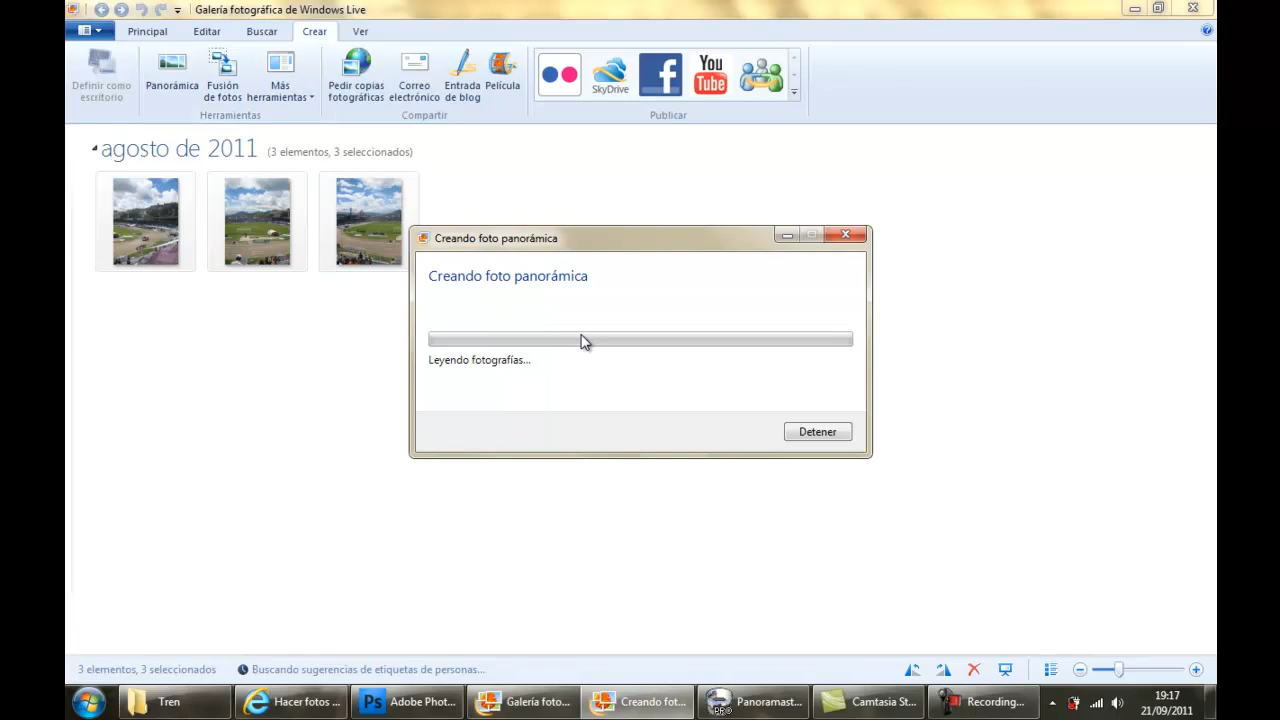 Galería fotográfica de Windows Live
Principal Editar Buscar Crear Ver
Definir como escritorio
Panorámica
Fusión de fotos
Más herramientas
Pedir copias fotográficas
Correo electrónico
Entrada de blog
Película
SkyDrive
f
You Tube
Herramientas Compartir Publicar
agosto de 2011 (3 elementos, 3 seleccionados)
Creando foto panorámica
Creando foto panorámica
Leyendo fotografías...
Detener
3 elementos, 3 seleccionados Buscando sugerencias de etiquetas de personas...
Tren
Hacer fotos ...
Ps Adobe Phot...
Galería foto...
Creando fot...
PRO Panoramast...
Camtasia St...
Recording...
19:17
21/09/2011